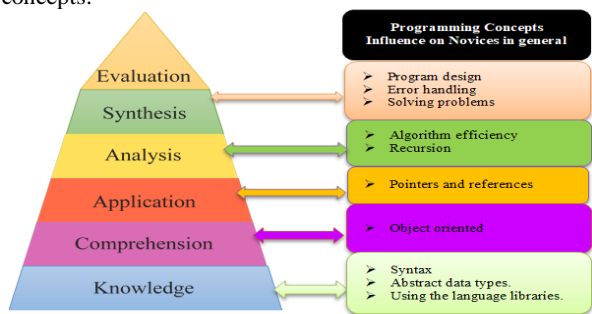 concepts.
Programming Concepts
Influence on Novices in general
Evaluation
➢ Program design
➢ Error handling
➢ Solving problems
Synthesis
Analysis
➢ Algorithm efficiency
➢ Recursion
Application
➢ Pointers and references
Comprehension
➢ Object oriented
Knowledge
➢ Syntax
➢ Abstract data types.
➢ Using the language libraries.